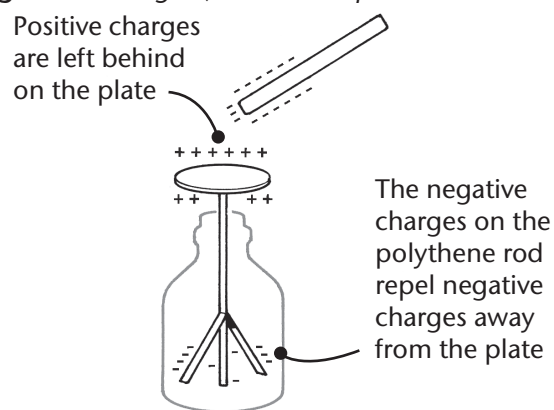 Positive charges
are left behind
on the plate
+ + + + + + +
+ + + +
The negative
charges on the
polythene rod
repel negative
charges away
from the plate